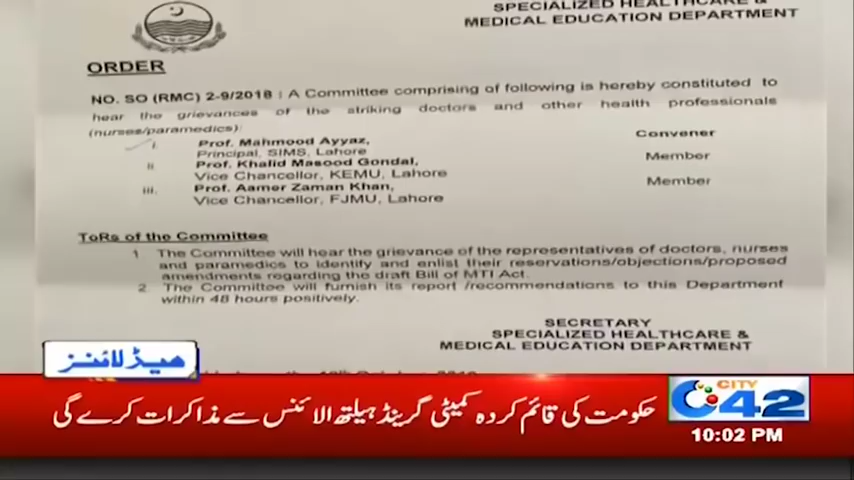 SPECIALIZED HEALTHCARE &
MEDICAL EDUCATION DEPARTMENT
ORDER
NO. SO (RMC) 2-9/2018 : A Committee comprising of following is hereby constituted to
hear the grievances of the striking doctors and other health professionals
(nurses/paramedics):
i. Prof. Mahmood Ayyaz, Convener
Principal, SIMS, Lahore
ii. Prof. Khalid Masood Gondal, Member
Vice Chancellor, KEMU, Lahore
iii. Prof. Aamer Zaman Khan, Member
Vice Chancellor, FJMU, Lahore
ToRs of the Committee
1. The Committee will hear the grievance of the representatives of doctors, nurses
and paramedics to identify and enlist their reservations/objections/proposed
amendments regarding the draft Bill of MTI Act.
2. The Committee will furnish its report /recommendations to this Department
within 48 hours positively.
SECRETARY
SPECIALIZED HEALTHCARE &
MEDICAL EDUCATION DEPARTMENT
ہیڈلائنز
حکومت کی قائم کردہ کمیٹی گرینڈ ہیلتھ الائنس سے مذاکرات کرے گی
CITY
42
10:02 PM